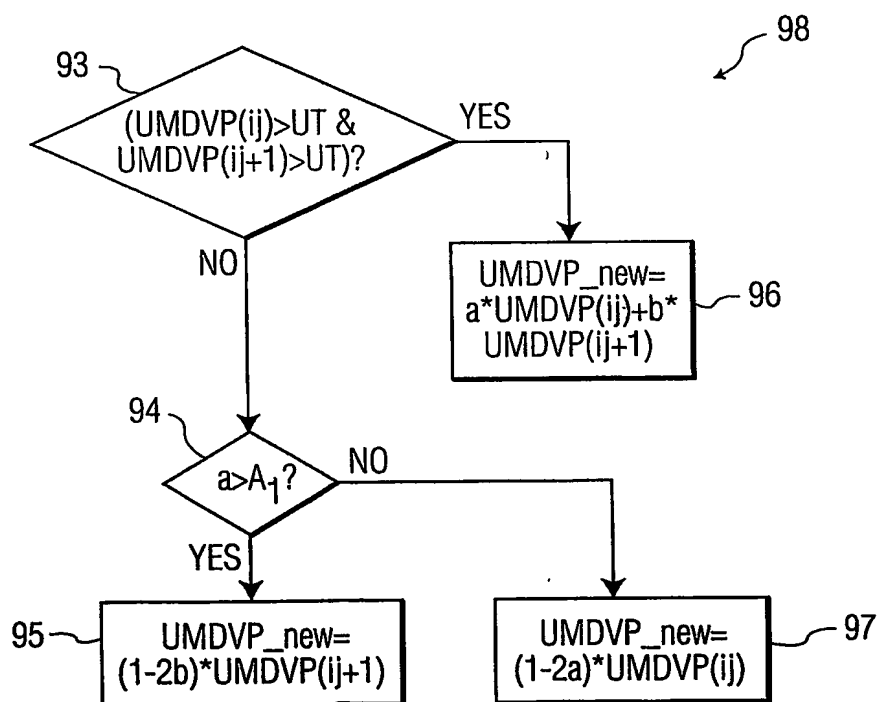 98
93
(UMDVP(ij)>UT &
UMDVP(ij+1)>UT)?
YES
NO
UMDVP_new=
a*UMDVP(ij)+b*
UMDVP(ij+1)
96
94
a>A1?
NO
YES
95
UMDVP_new=
(1-2b)*UMDVP(ij+1)
UMDVP_new=
(1-2a)*UMDVP(ij)
97